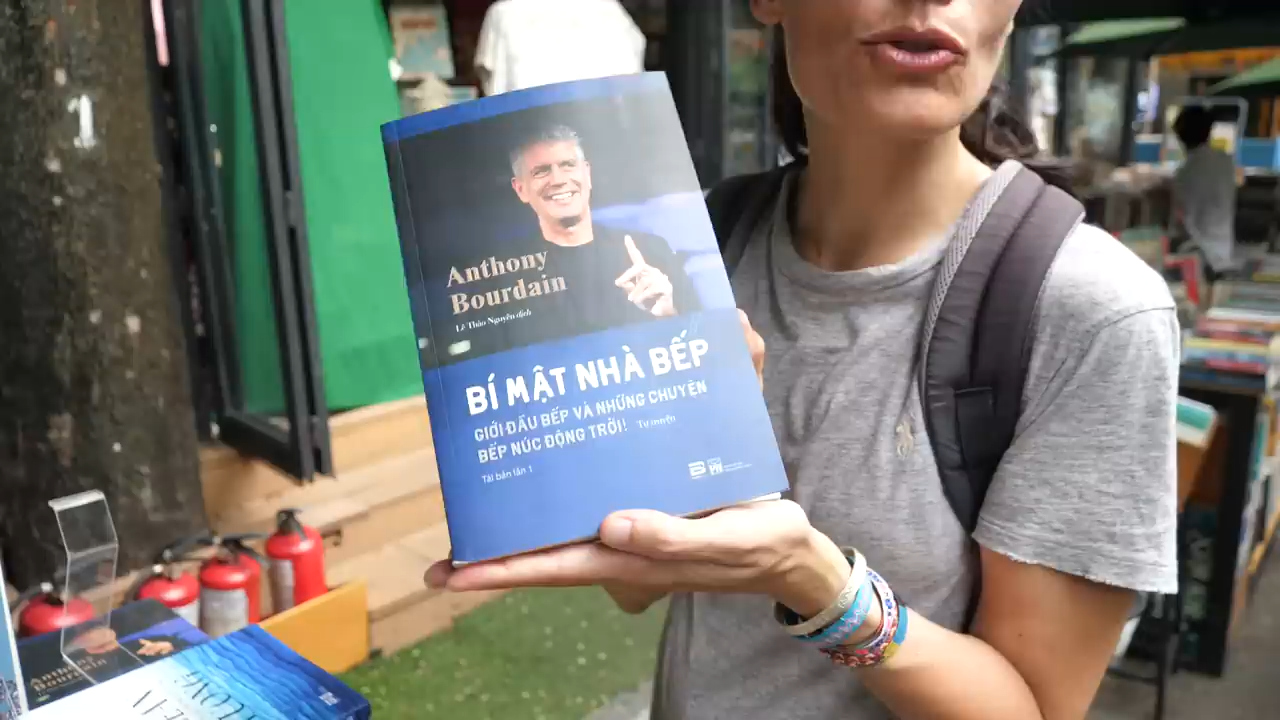 1
Anthony
Bourdain
Lê Thảo Nguyên dịch
BÍ MẬT NHÀ BẾP
GIỚI ĐẦU BẾP VÀ NHỮNG CHUYỆN
BẾP NÚC ĐỘNG TRỜI! Tự truyện
Tái bản lần 1
Anthony
Bourdain